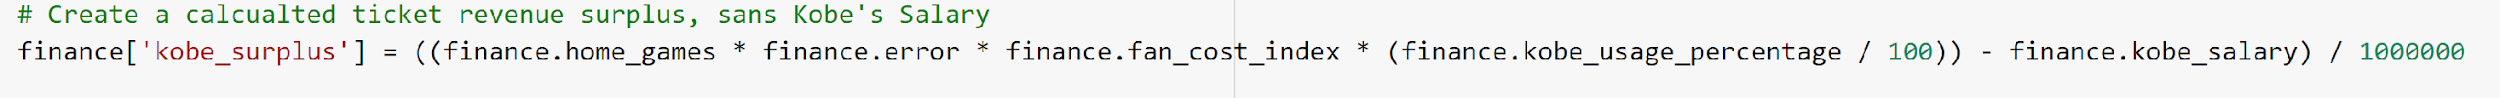 # Create a calcualted ticket revenue surplus, sans Kobe's Salary
finance['kobe_surplus'] = ((finance.home_games * finance.error * finance.fan_cost_index * (finance.kobe_usage_percentage / 100)) - finance.kobe_salary) / 1000000